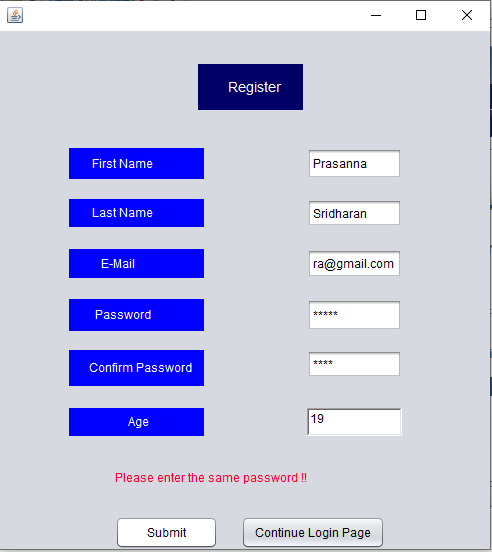 Register
First Name Prasanna
Last Name Sridharan
E-Mail ra@gmail.com
Password *****
Confirm Password ****
Age 19
Please enter the same password !!
Submit Continue Login Page